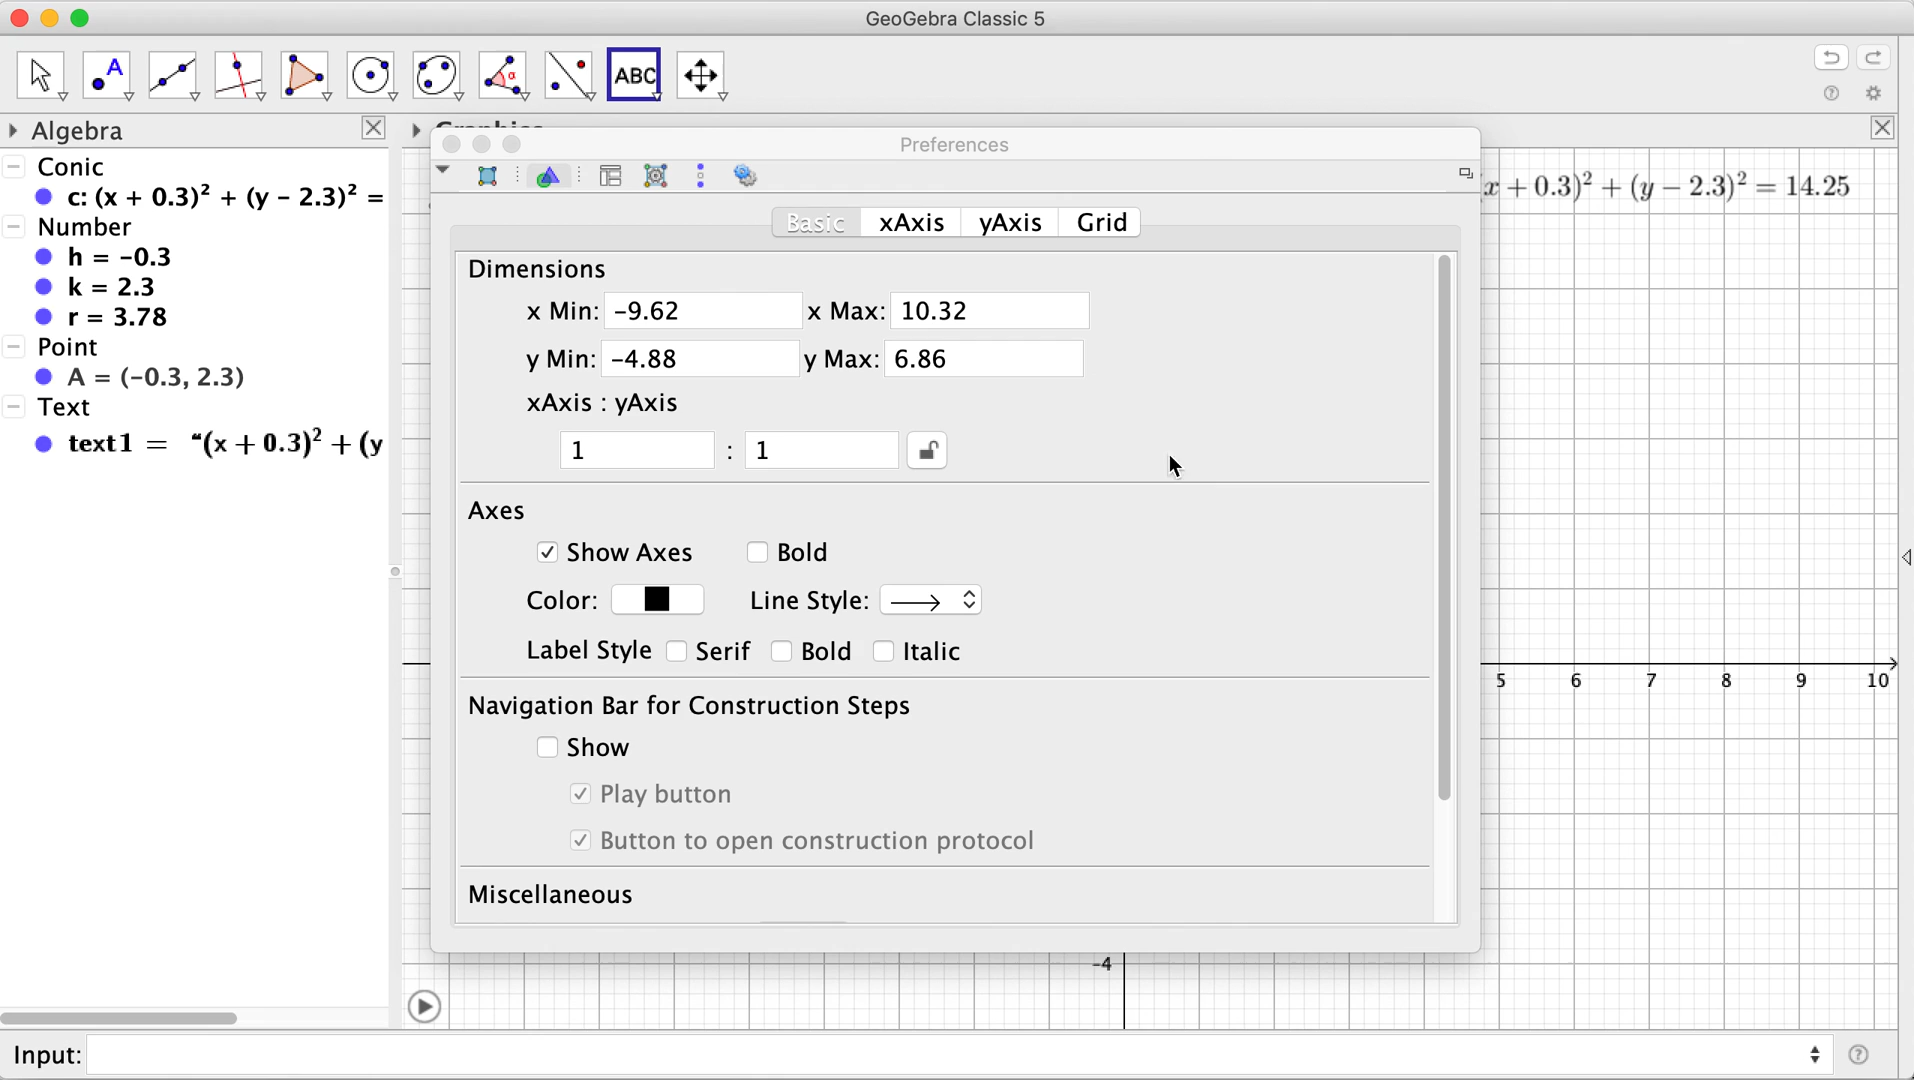 GeoGebra Classic 5
A
α
ABC
Algebra
Conic
c: (x + 0.3)² + (y – 2.3)² =
Number
h = –0.3
k = 2.3
r = 3.78
Point
A = (–0.3, 2.3)
Text
text1 = “(x + 0.3)² + (y
Graphics
x + 0.3)² + (y − 2.3)² = 14.25
Preferences
Basic xAxis yAxis Grid
Dimensions
x Min: –9.62 x Max: 10.32
y Min: –4.88 y Max: 6.86
xAxis : yAxis
1 : 1
Axes
Show Axes Bold
Color: Line Style:
Label Style Serif Bold Italic
Navigation Bar for Construction Steps
Show
Play button
Button to open construction protocol
Miscellaneous
5 6 7 8 9 10
–4
Input: